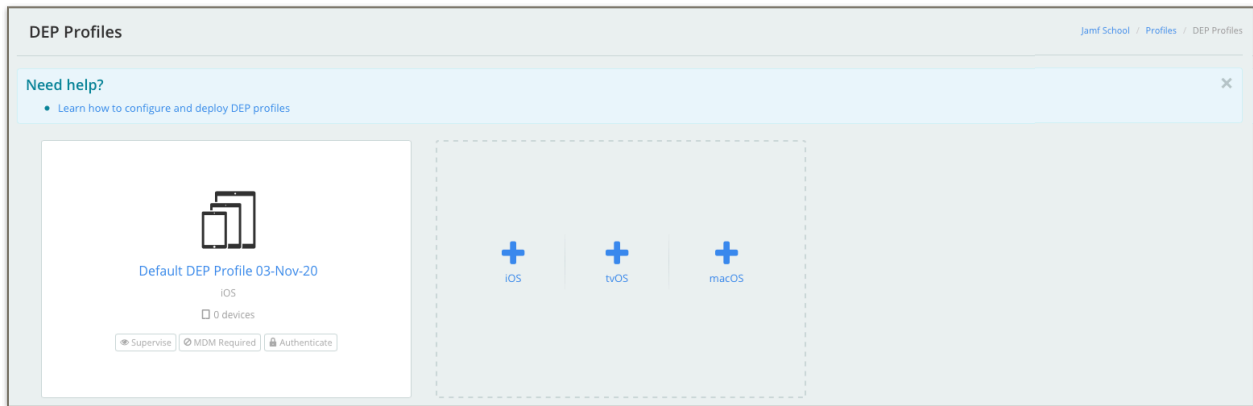 DEP Profiles
Jamf School / Profiles / DEP Profiles
Need help?
Learn how to configure and deploy DEP profiles
Default DEP Profile 03-Nov-20
iOS
0 devices
Supervise MDM Required Authenticate
iOS tvOS macOS